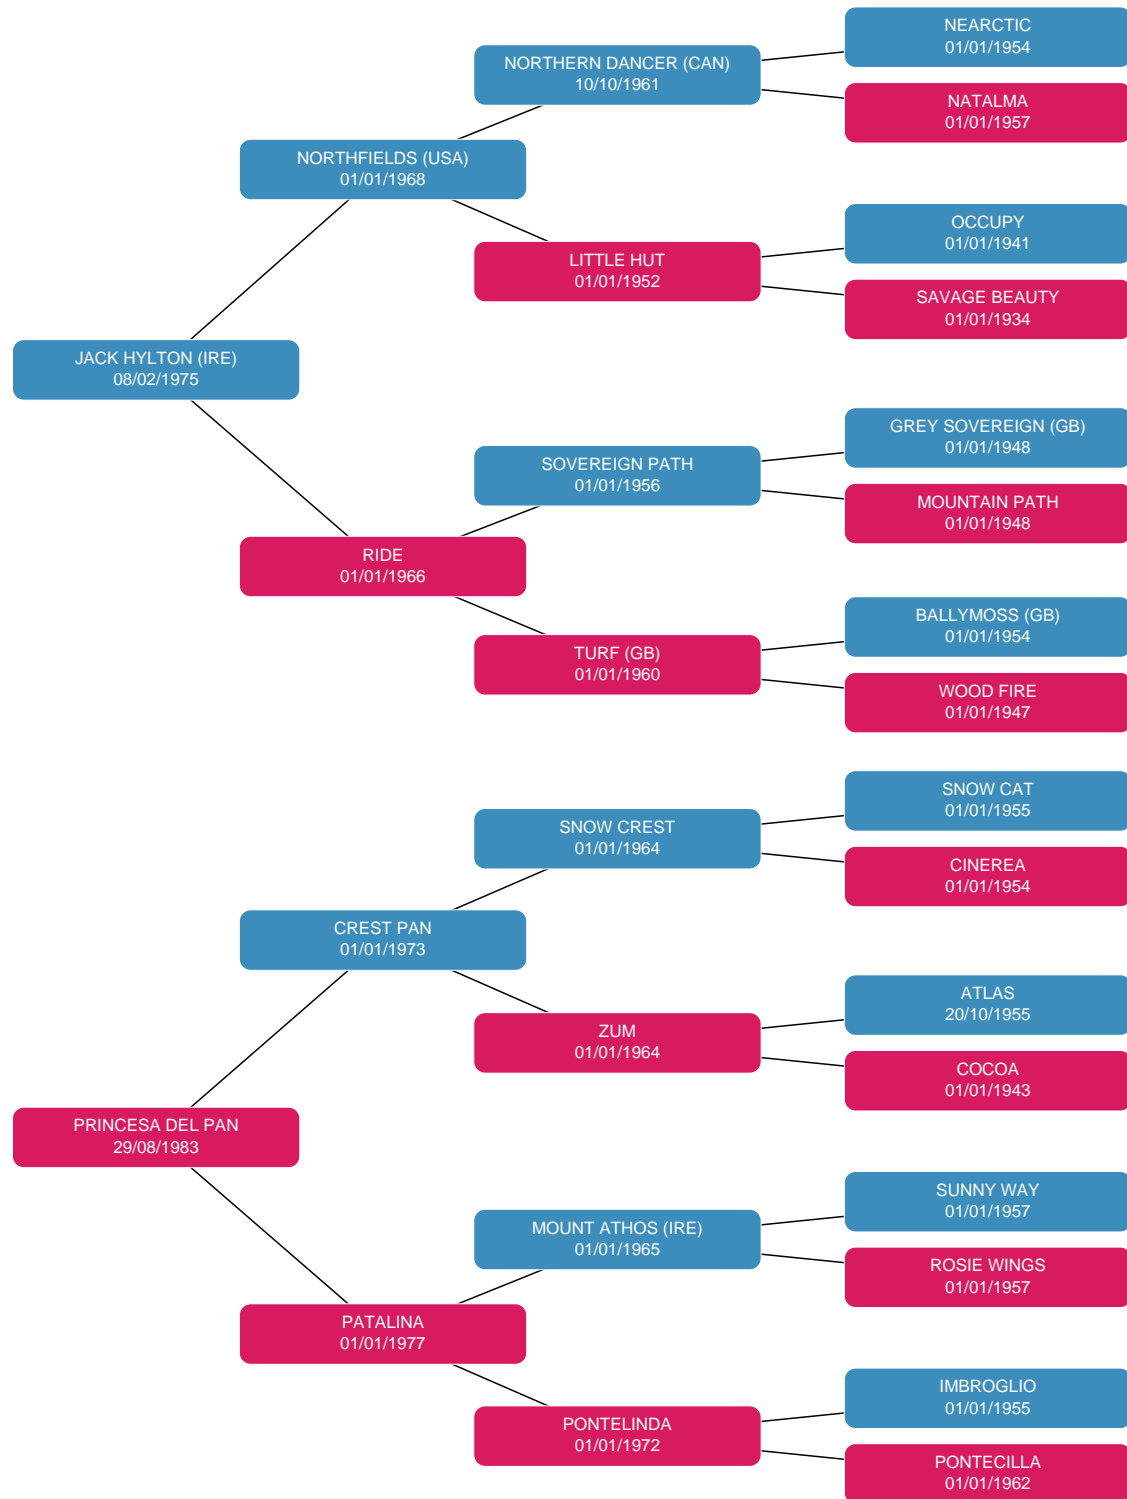 NEARCTIC
01/01/1954
NORTHERN DANCER (CAN)
10/10/1961
NATALMA
01/01/1957
NORTHFIELDS (USA)
01/01/1968
OCCUPY
01/01/1941
LITTLE HUT
01/01/1952
SAVAGE BEAUTY
01/01/1934
JACK HYLTON (IRE)
08/02/1975
GREY SOVEREIGN (GB)
01/01/1948
SOVEREIGN PATH
01/01/1956
MOUNTAIN PATH
01/01/1948
RIDE
01/01/1966
BALLYMOSS (GB)
01/01/1954
TURF (GB)
01/01/1960
WOOD FIRE
01/01/1947
SNOW CAT
01/01/1955
SNOW CREST
01/01/1964
CINEREA
01/01/1954
CREST PAN
01/01/1973
ATLAS
20/10/1955
ZUM
01/01/1964
COCOA
01/01/1943
PRINCESA DEL PAN
29/08/1983
SUNNY WAY
01/01/1957
MOUNT ATHOS (IRE)
01/01/1965
ROSIE WINGS
01/01/1957
PATALINA
01/01/1977
IMBROGLIO
01/01/1955
PONTELINDA
01/01/1972
PONTECILLA
01/01/1962